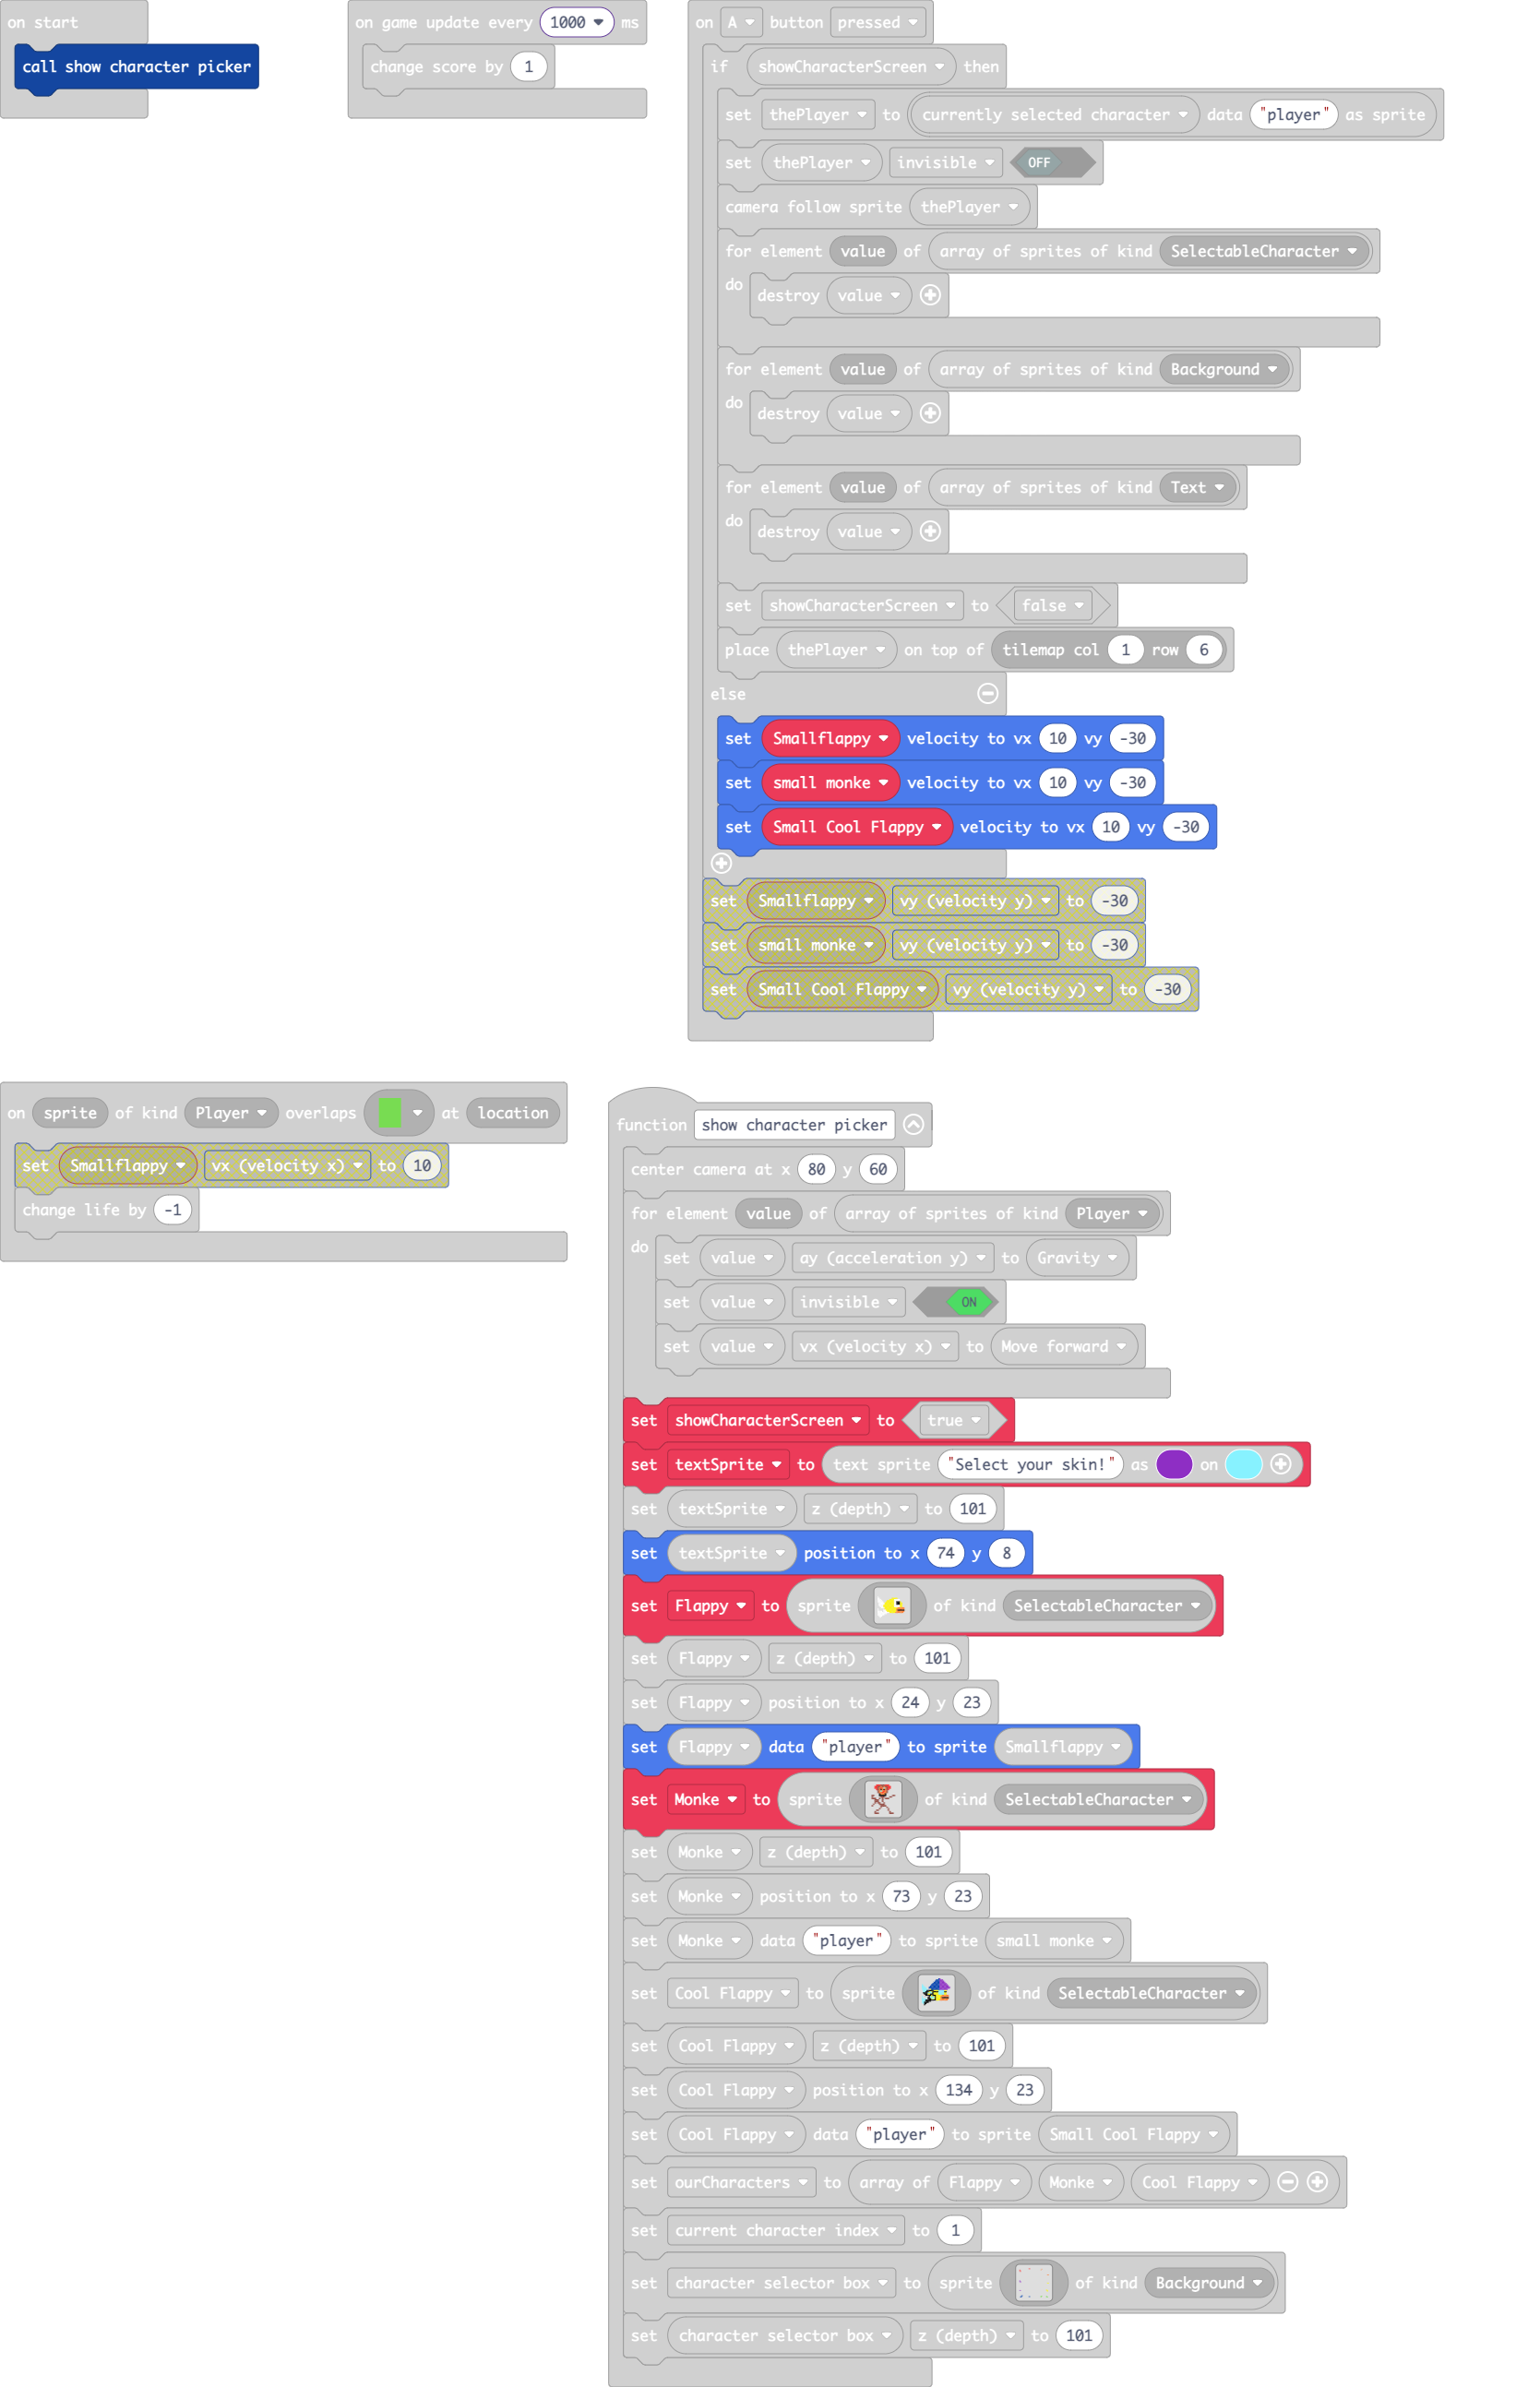 on start
call show character picker
on game update every 1000 ms
change score by 1
on A button pressed
if showCharacterScreen then
set thePlayer to currently selected character data "player" as sprite
set thePlayer invisible OFF
camera follow sprite thePlayer
for element value of array of sprites of kind SelectableCharacter
do
destroy value
for element value of array of sprites of kind Background
do
destroy value
for element value of array of sprites of kind Text
do
destroy value
set showCharacterScreen to false
place thePlayer on top of tilemap col 1 row 6
else
set Smallflappy velocity to vx 10 vy -30
set small monke velocity to vx 10 vy -30
set Small Cool Flappy velocity to vx 10 vy -30
set Smallflappy vy (velocity y) to -30
set small monke vy (velocity y) to -30
set Small Cool Flappy vy (velocity y) to -30
on sprite of kind Player overlaps at location
set Smallflappy vx (velocity x) to 10
change life by -1
function show character picker
center camera at x 80 y 60
for element value of array of sprites of kind Player
do
set value ay (acceleration y) to Gravity
set value invisible ON
set value vx (velocity x) to Move forward
set showCharacterScreen to true
set textSprite to text sprite "Select your skin!" as on
set textSprite z (depth) to 101
set textSprite position to x 74 y 8
set Flappy to sprite of kind SelectableCharacter
set Flappy z (depth) to 101
set Flappy position to x 24 y 23
set Flappy data "player" to sprite Smallflappy
set Monke to sprite of kind SelectableCharacter
set Monke z (depth) to 101
set Monke position to x 73 y 23
set Monke data "player" to sprite small monke
set Cool Flappy to sprite of kind SelectableCharacter
set Cool Flappy z (depth) to 101
set Cool Flappy position to x 134 y 23
set Cool Flappy data "player" to sprite Small Cool Flappy
set ourCharacters to array of Flappy Monke Cool Flappy
set current character index to 1
set character selector box to sprite of kind Background
set character selector box z (depth) to 101